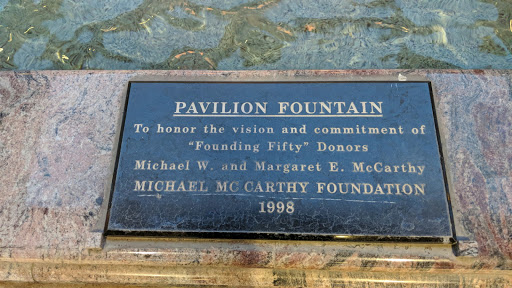 PAVILION FOUNTAIN
To honor the vision and commitment of
"Founding Fifty" Donors
Michael W. and Margaret E. McCarthy
MICHAEL MC CARTHY FOUNDATION
1998